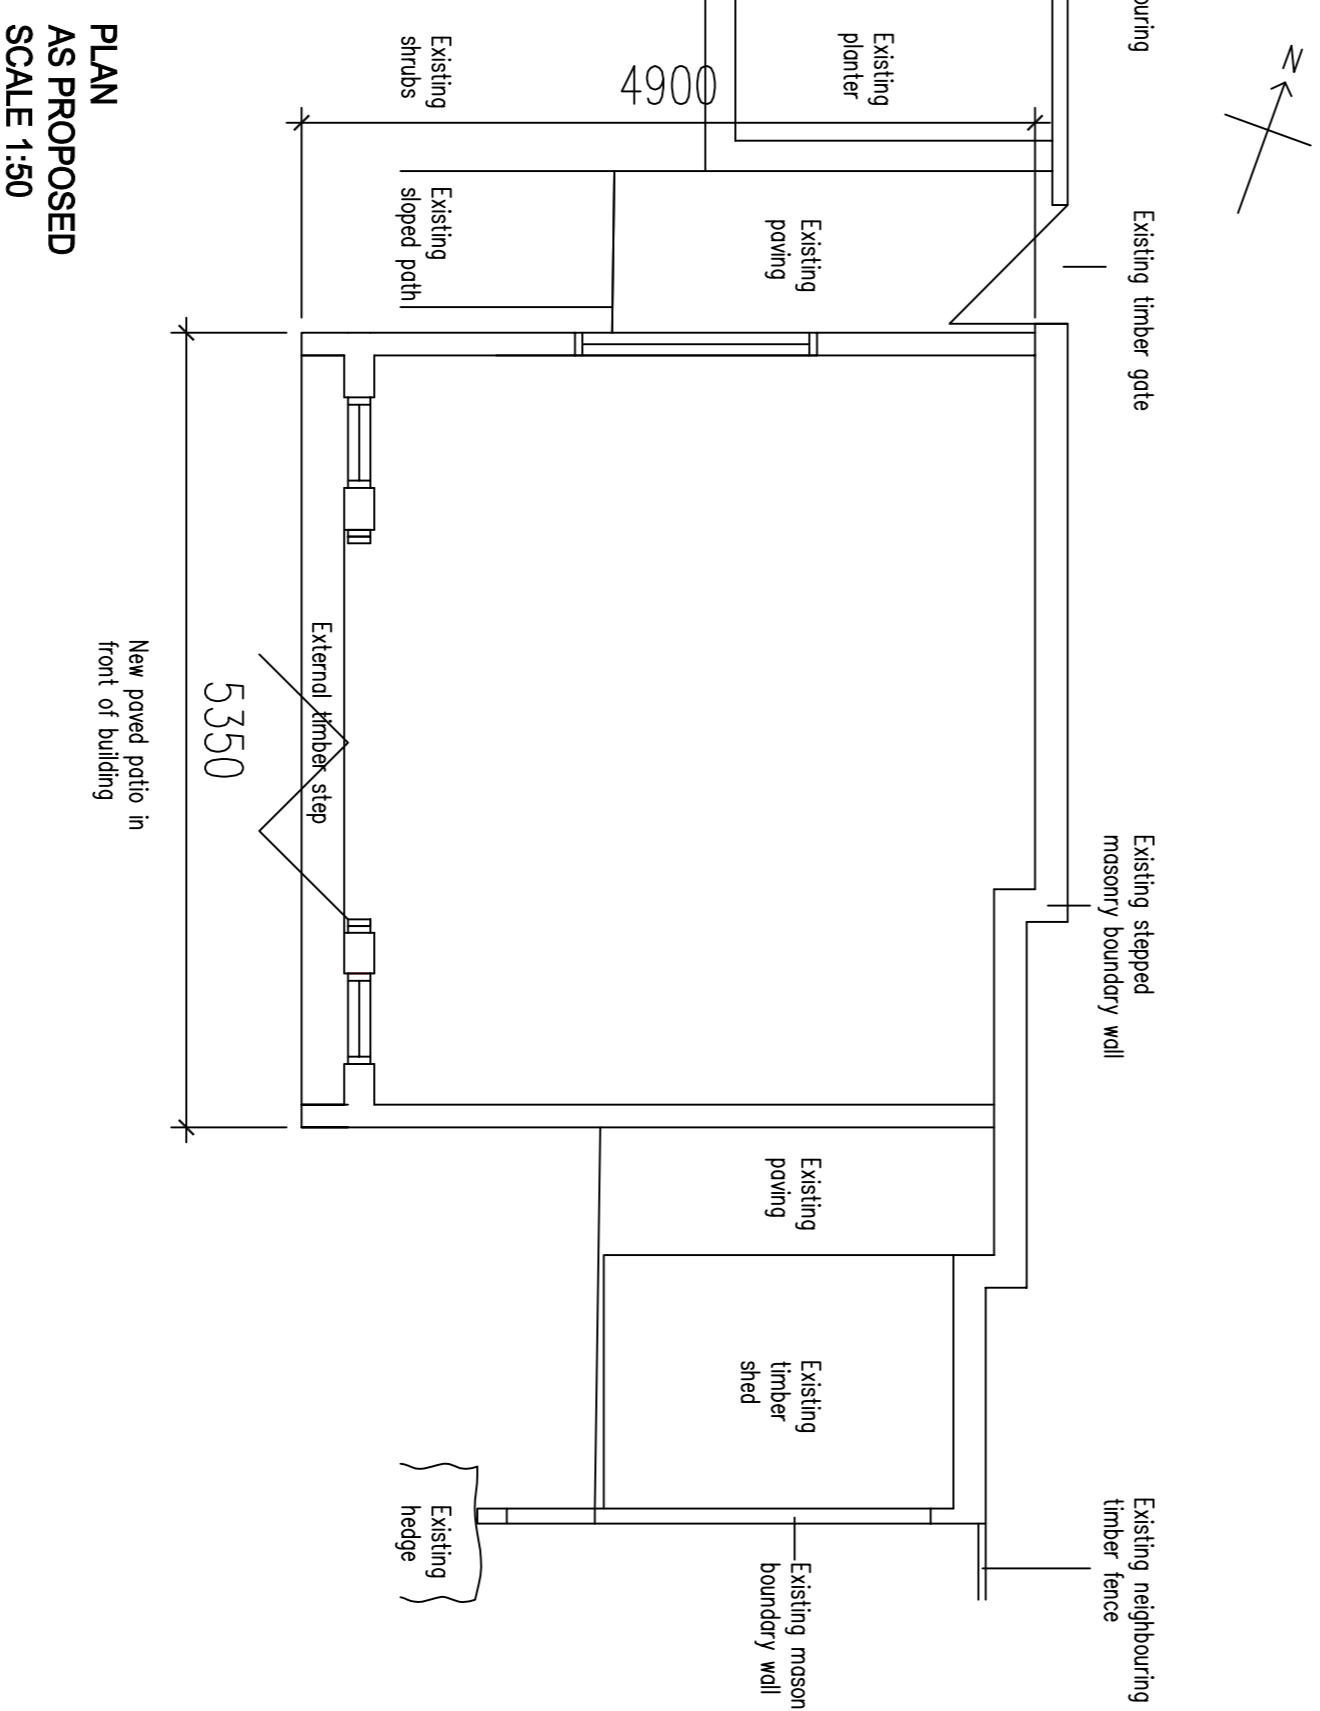 ouring
N
Existing
planter
Existing
shrubs
4900
Existing timber gate
Existing
paving
Existing
sloped path
Existing stepped
masonry boundary wall
External timber step
5350
New paved patio in
front of building
Existing
paving
Existing
timber
shed
Existing neighbouring
timber fence
Existing mason
boundary wall
Existing
hedge
PLAN
AS PROPOSED
SCALE 1:50